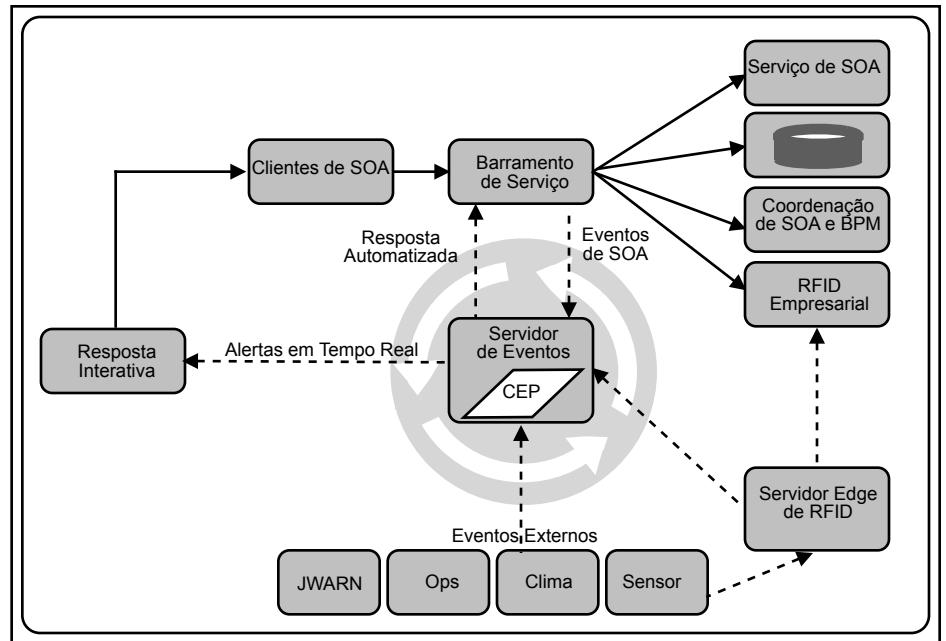 Serviço de SOA
Clientes de SOA
Barramento
de Serviço
Coordenação
de SOA e BPM
Resposta
Automatizada
Eventos
de SOA
RFID
Empresarial
Servidor
de Eventos
CEP
Alertas em Tempo Real
Resposta
Interativa
Servidor Edge
de RFID
Eventos Externos
JWARN
Ops
Clima
Sensor